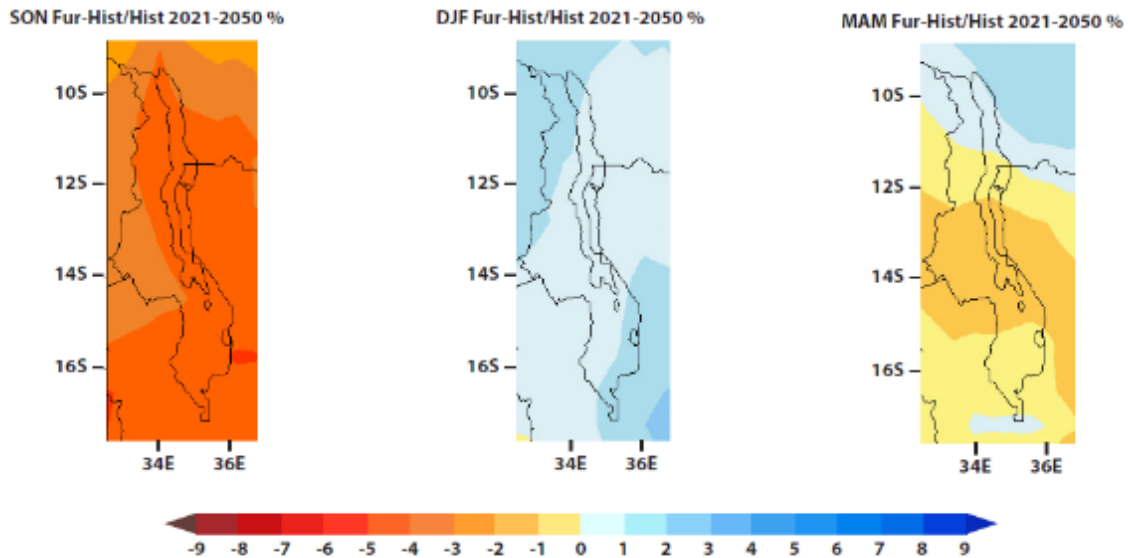 SON Fur-Hist/Hist 2021-2050 %
10S
12S
14S
16S
34E 36E
DJF Fur-Hist/Hist 2021-2050 %
10S
12S
14S
16S
34E 36E
MAM Fur-Hist/Hist 2021-2050 %
10S
12S
14S
16S
34E 36E
-9 -8 -7 -6 -5 -4 -3 -2 -1 0 1 2 3 4 5 6 7 8 9